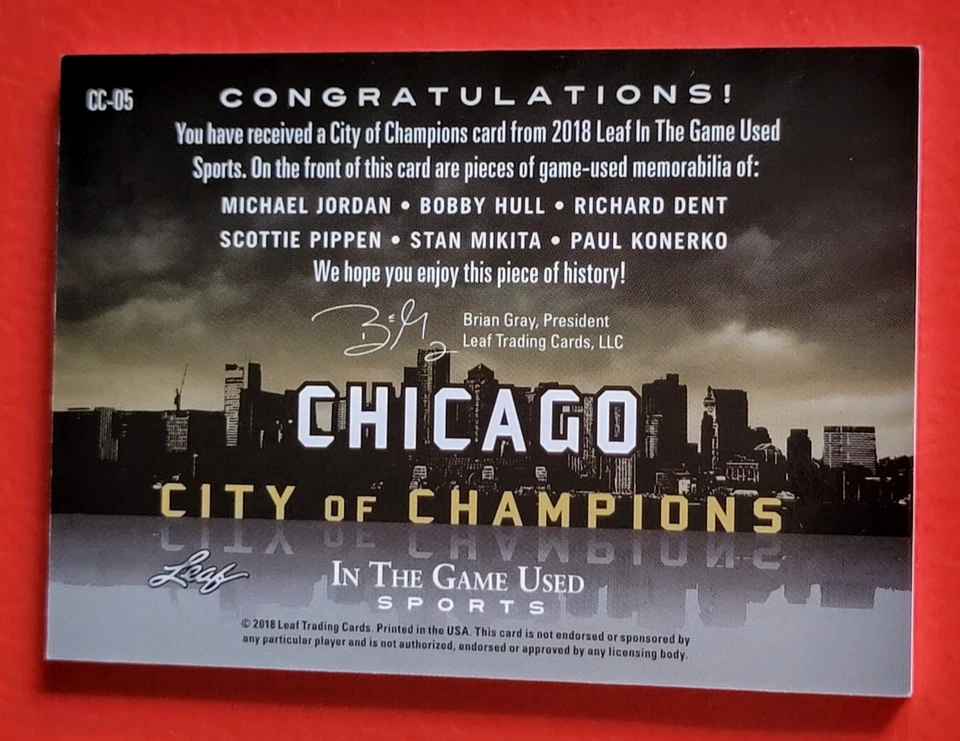 CC-05
CONGRATULATIONS!
You have received a City of Champions card from 2018 Leaf In The Game Used
Sports. On the front of this card are pieces of game-used memorabilia of:
MICHAEL JORDAN • BOBBY HULL • RICHARD DENT
SCOTTIE PIPPEN • STAN MIKITA • PAUL KONERKO
We hope you enjoy this piece of history!
Brian Gray, President
Leaf Trading Cards, LLC
CHICAGO
CITY OF CHAMPIONS
Leaf
IN THE GAME USED
SPORTS
© 2018 Leaf Trading Cards. Printed in the USA. This card is not endorsed or sponsored by
any particular player and is not authorized, endorsed or approved by any licensing body.